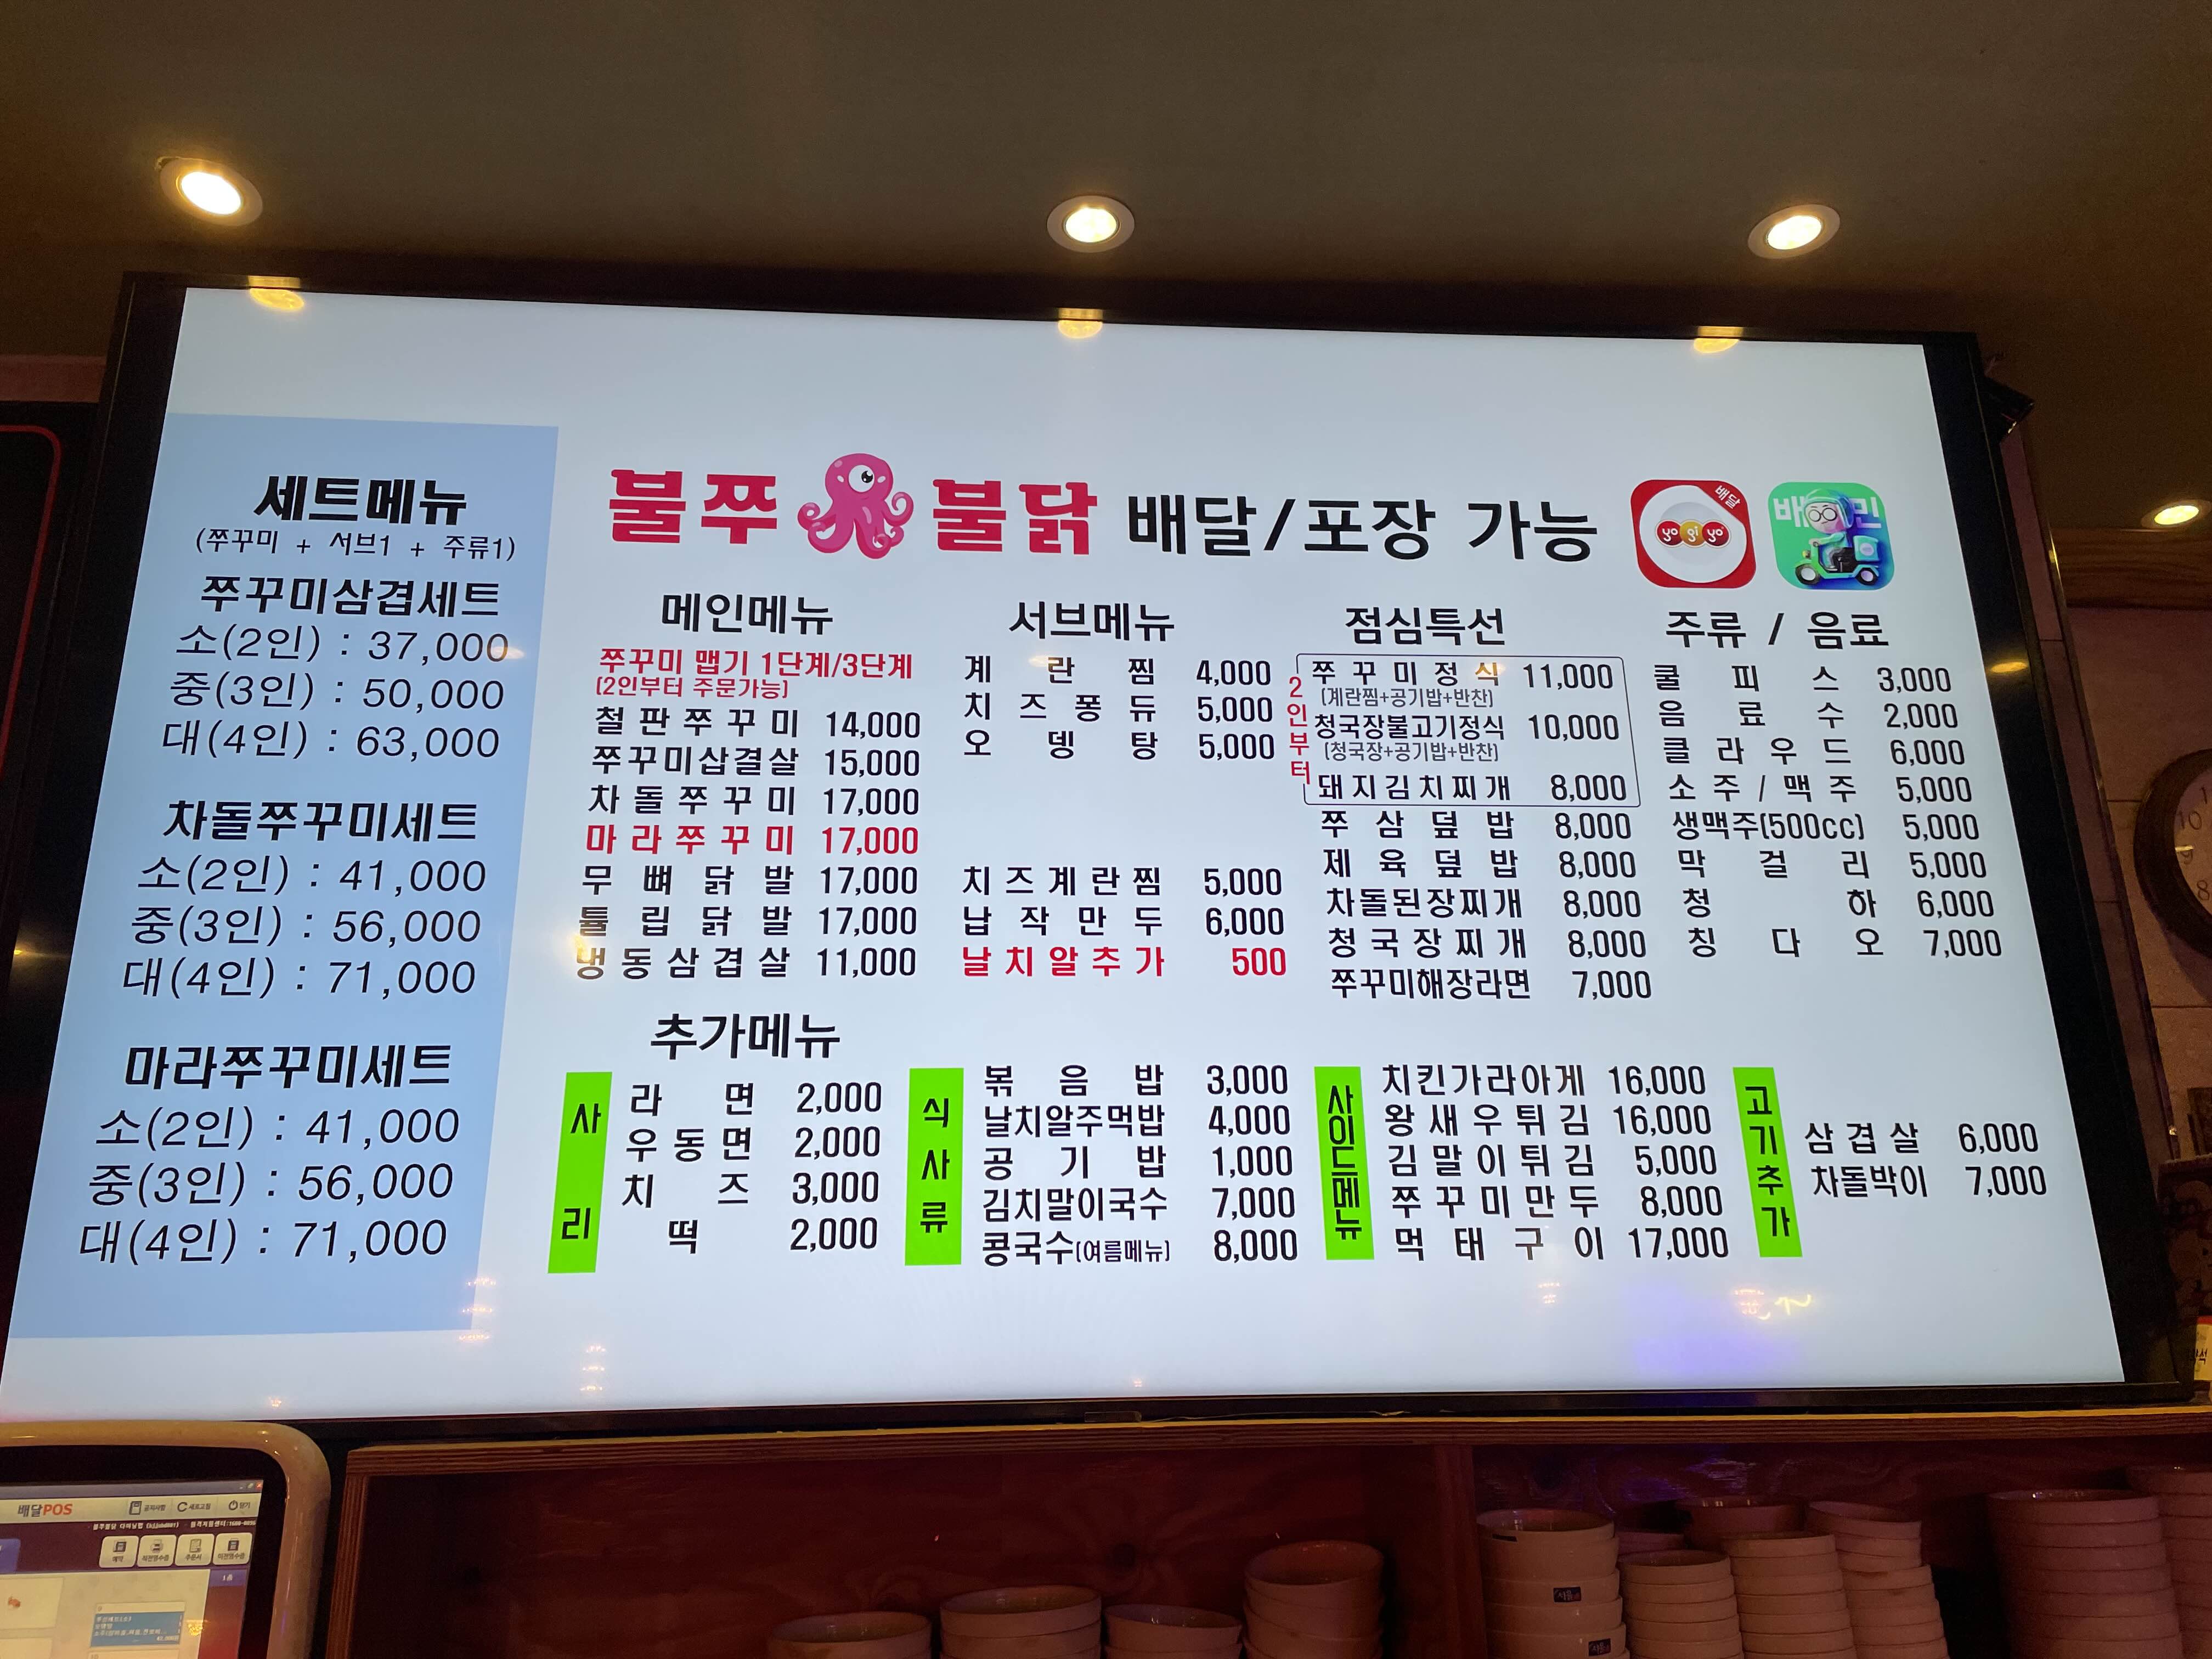 세트메뉴
(쭈꾸미 + 서브1 + 주류1)
쭈꾸미삼겹세트
소(2인) : 37,000
중(3인) : 50,000
대(4인) : 63,000
차돌쭈꾸미세트
소(2인) : 41,000
중(3인) : 56,000
대(4인) : 71,000
마라쭈꾸미세트
소(2인) : 41,000
중(3인) : 56,000
대(4인) : 71,000
불쭈 불닭 배달/포장 가능
배달
yo gi yo
메인메뉴
쭈꾸미 맵기 1단계/3단계
(2인부터 주문가능)
철판쭈꾸미 14,000
쭈꾸미삽결살 15,000
차돌쭈꾸미 17,000
마라쭈꾸미 17,000
무뼈닭발 17,000
튤립닭발 17,000
냉동삼겹살 11,000
서브메뉴
계란찜 4,000
치즈퐁듀 5,000
오뎅탕 5,000
치즈계란찜 5,000
납작만두 6,000
날치알추가 500
점심특선
2인부터
쭈꾸미정식 11,000
(계란찜+공기밥+반찬)
청국장불고기정식 10,000
(청국장+공기밥+반찬)
돼지김치찌개 8,000
쭈삼덮밥 8,000
제육덮밥 8,000
차돌된장찌개 8,000
청국장찌개 8,000
쭈꾸미해장라면 7,000
주류 / 음료
쿨피스 3,000
음료수 2,000
클라우드 6,000
소주/맥주 5,000
생맥주(500cc) 5,000
막걸리 5,000
청하 6,000
칭다오 7,000
추가메뉴
사리
라면 2,000
우동면 2,000
치즈 3,000
떡 2,000
식사류
볶음밥 3,000
날치알주먹밥 4,000
공기밥 1,000
김치말이국수 7,000
콩국수(여름메뉴) 8,000
사이드메뉴
치킨가라아게 16,000
왕새우튀김 16,000
김말이튀김 5,000
쭈꾸미만두 8,000
먹태구이 17,000
고기추가
삼겹살 6,000
차돌박이 7,000
배달POS
공지사항 새로고침 닫기